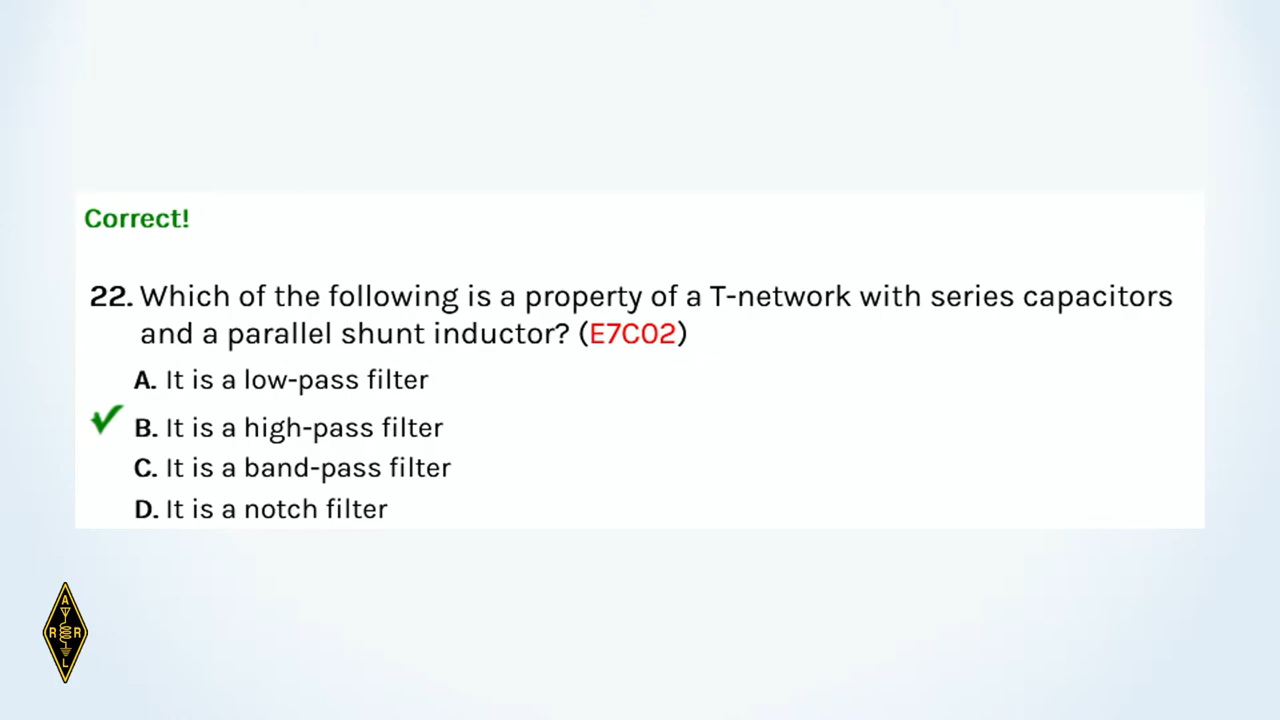 Correct!
22. Which of the following is a property of a T-network with series capacitors
and a parallel shunt inductor? (E7C02)
A. It is a low-pass filter
B. It is a high-pass filter
C. It is a band-pass filter
D. It is a notch filter
A
R R
L